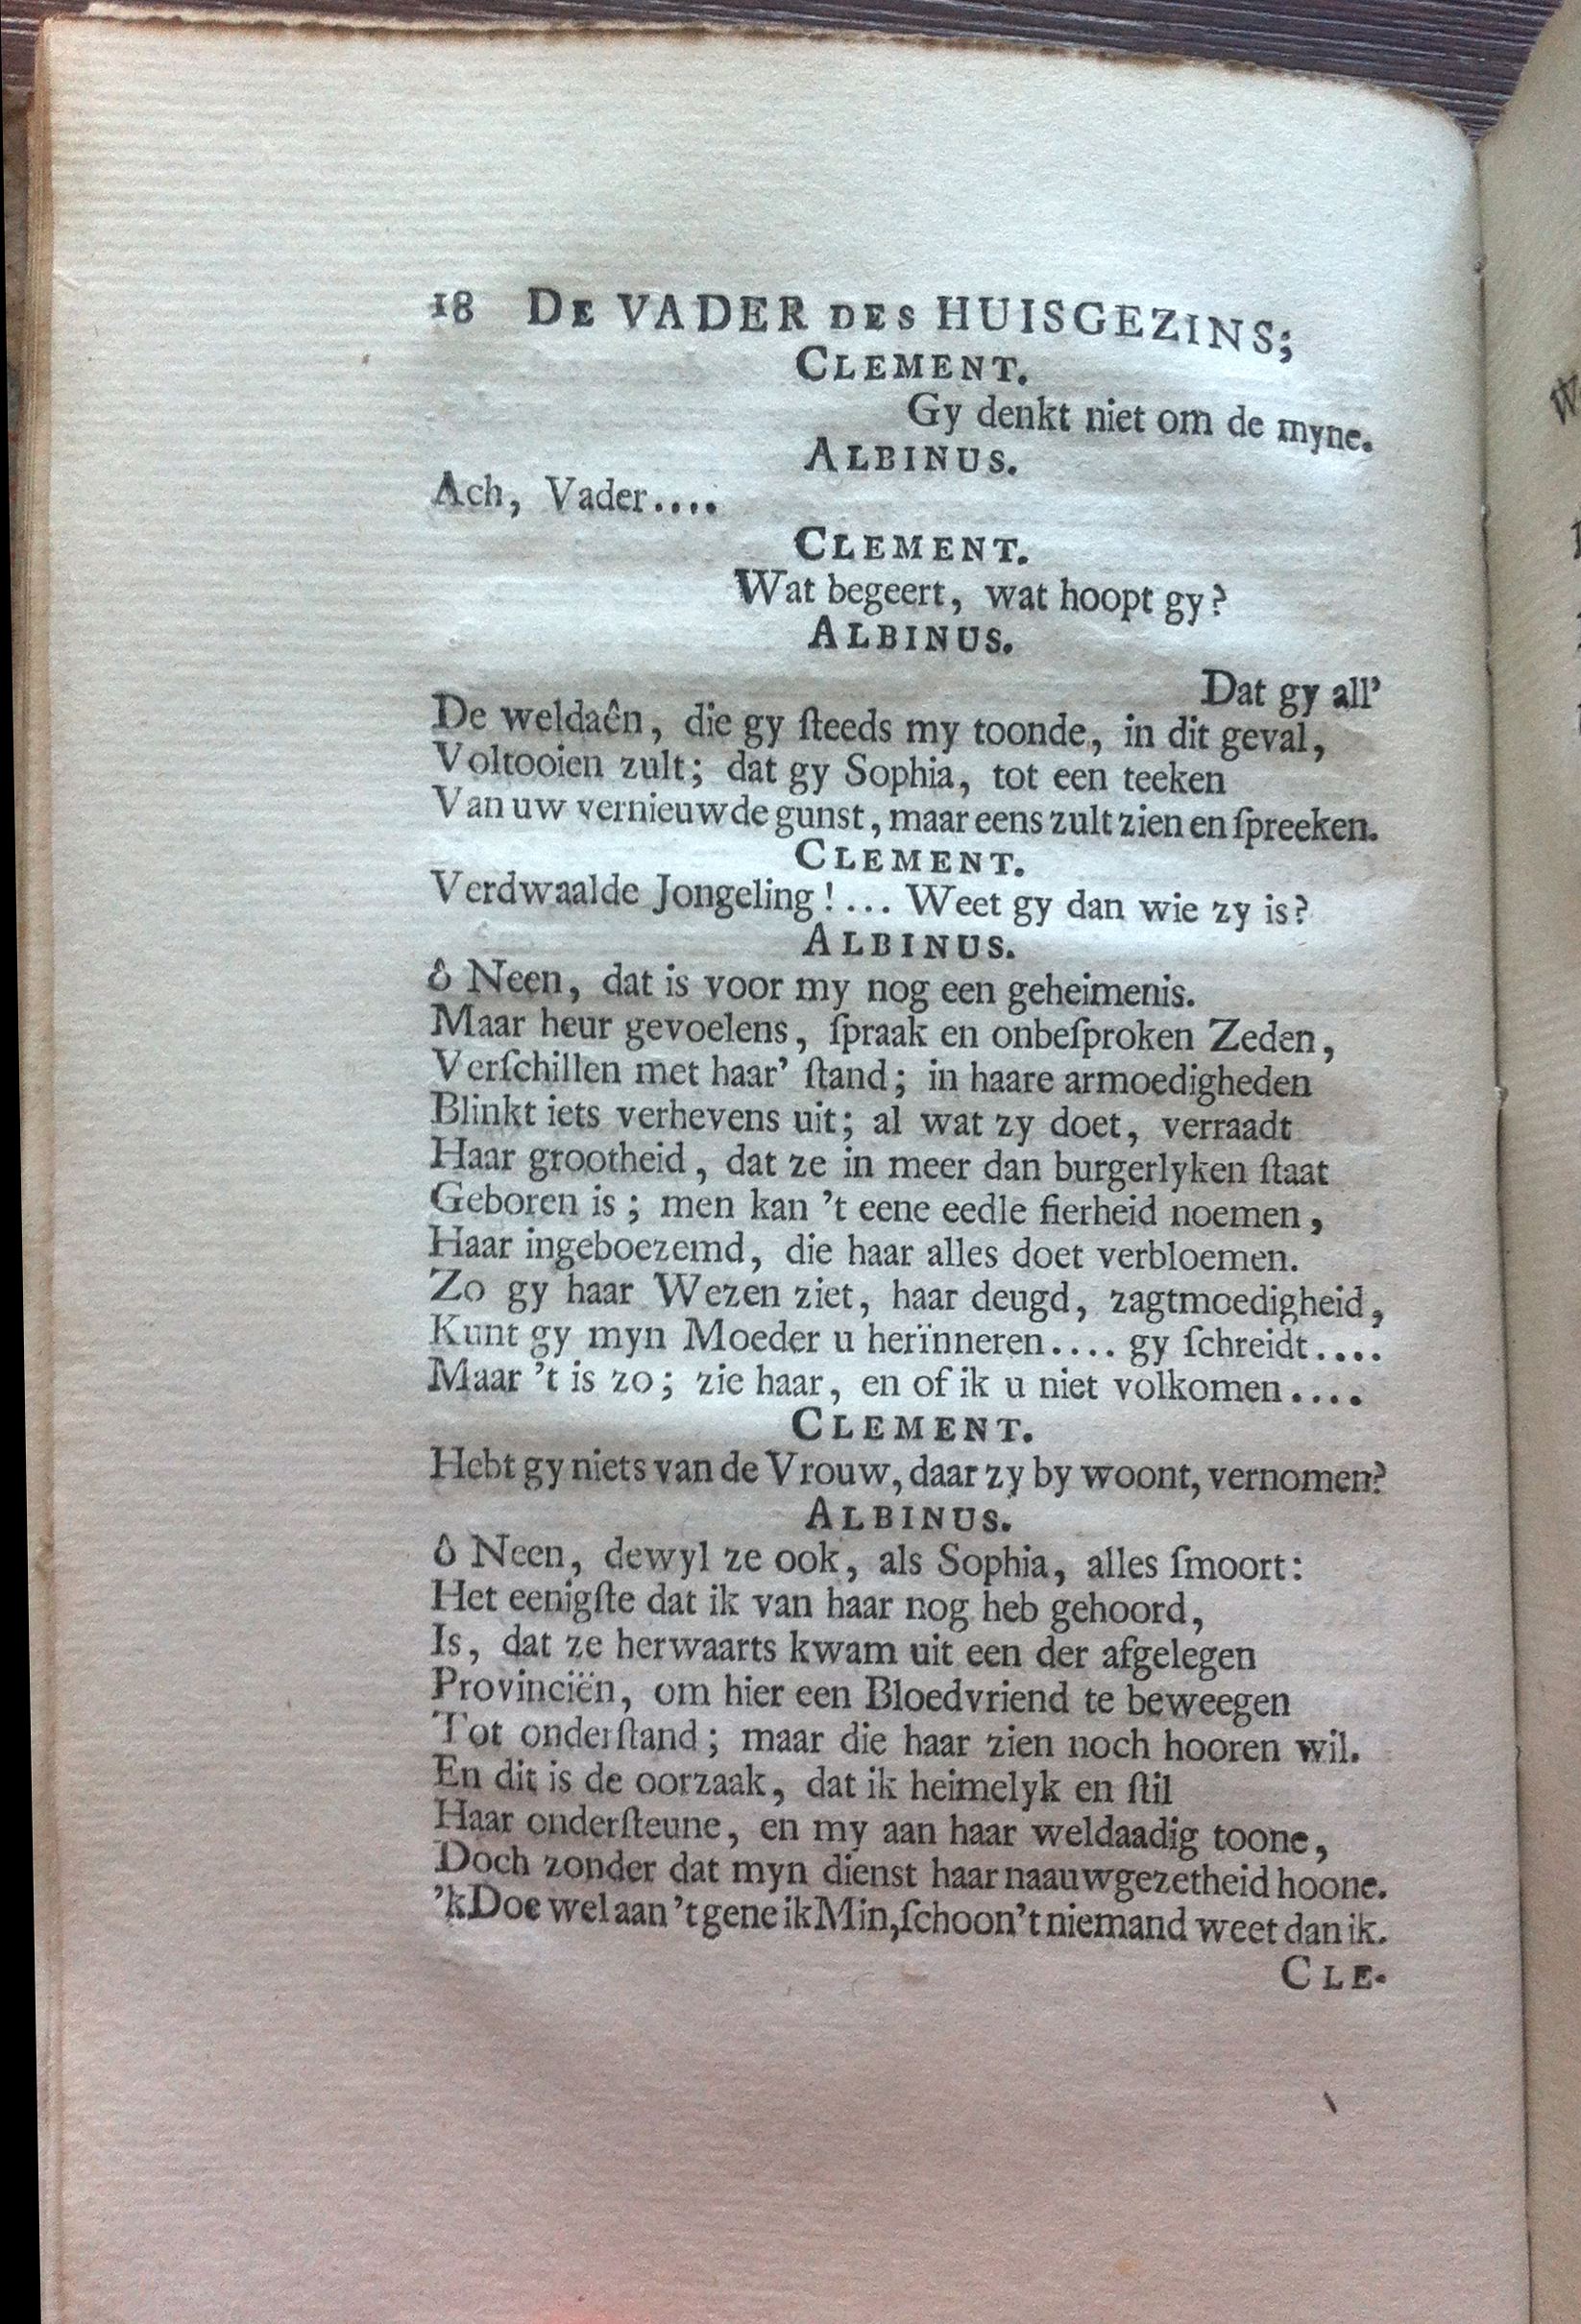 18 DE VADER DES HUISGEZINS;
CLEMENT.
Gy denkt niet om de myne.
ALBINUS.
Ach, Vader....
CLEMENT.
Wat begeert, wat hoopt gy?
ALBINUS.
Dat gy all'
De weldaên, die gy ſteeds my toonde, in dit geval,
Voltooien zult; dat gy Sophia, tot een teeken
Van uw vernieuwde gunst, maar eens zult zien en ſpreeken.
CLEMENT.
Verdwaalde Jongeling!... Weet gy dan wie zy is?
ALBINUS.
ô Neen, dat is voor my nog een geheimenis.
Maar heur gevoelens, ſpraak en onbeſproken Zeden,
Verſchillen met haar' ſtand; in haare armoedigheden
Blinkt iets verhevens uit; al wat zy doet, verraadt
Haar grootheid, dat ze in meer dan burgerlyken ſtaat
Geboren is; men kan 't eene eedle fierheid noemen,
Haar ingeboezemd, die haar alles doet verbloemen.
Zo gy haar Wezen ziet, haar deugd, zagtmoedigheid,
Kunt gy myn Moeder u herïnneren.... gy ſchreidt....
Maar 't is zo; zie haar, en of ik u niet volkomen....
CLEMENT.
Hebt gy niets van de Vrouw, daar zy by woont, vernomen?
ALBINUS.
ô Neen, dewyl ze ook, als Sophia, alles ſmoort:
Het eenigſte dat ik van haar nog heb gehoord,
Is, dat ze herwaarts kwam uit een der afgelegen
Provinciën, om hier een Bloedvriend te beweegen
Tot onderſtand; maar die haar zien noch hooren wil.
En dit is de oorzaak, dat ik heimelyk en ſtil
Haar onderſteune, en my aan haar weldaadig toone,
Doch zonder dat myn dienst haar naauwgezetheid hoone.
'k Doe wel aan 't gene ik Min, ſchoon 't niemand weet dan ik.
CLE-